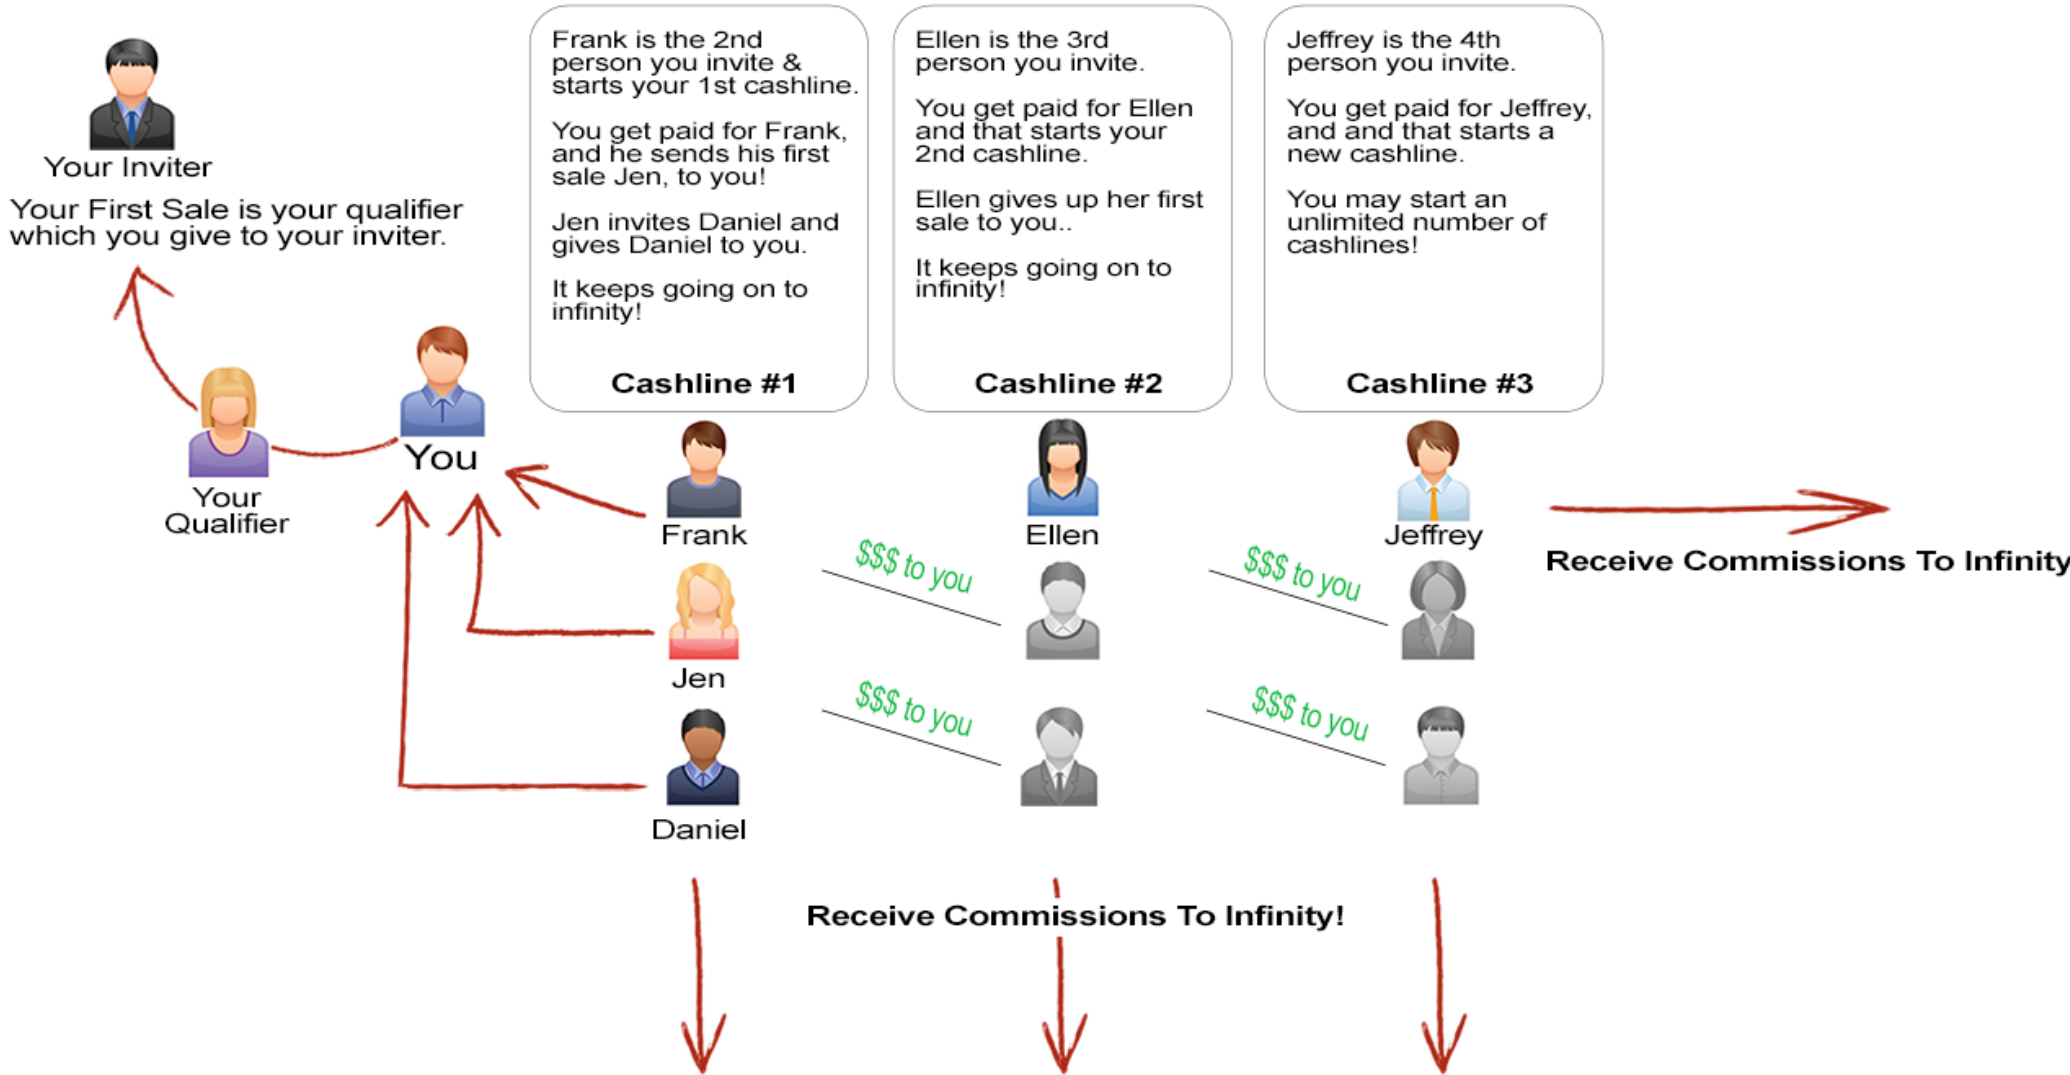 Your Inviter
Your First Sale is your qualifier
which you give to your inviter.
You
Your
Qualifier
Frank is the 2nd
person you invite &
starts your 1st cashline.
You get paid for Frank,
and he sends his first
sale Jen, to you!
Jen invites Daniel and
gives Daniel to you.
It keeps going on to
infinity!
Cashline #1
Ellen is the 3rd
person you invite.
You get paid for Ellen
and that starts your
2nd cashline.
Ellen gives up her first
sale to you..
It keeps going on to
infinity!
Cashline #2
Jeffrey is the 4th
person you invite.
You get paid for Jeffrey,
and and that starts a
new cashline.
You may start an
unlimited number of
cashlines!
Cashline #3
Frank
Ellen
Jeffrey
$$$ to you
$$$ to you
Receive Commissions To Infinity
Jen
$$$ to you
$$$ to you
Daniel
Receive Commissions To Infinity!